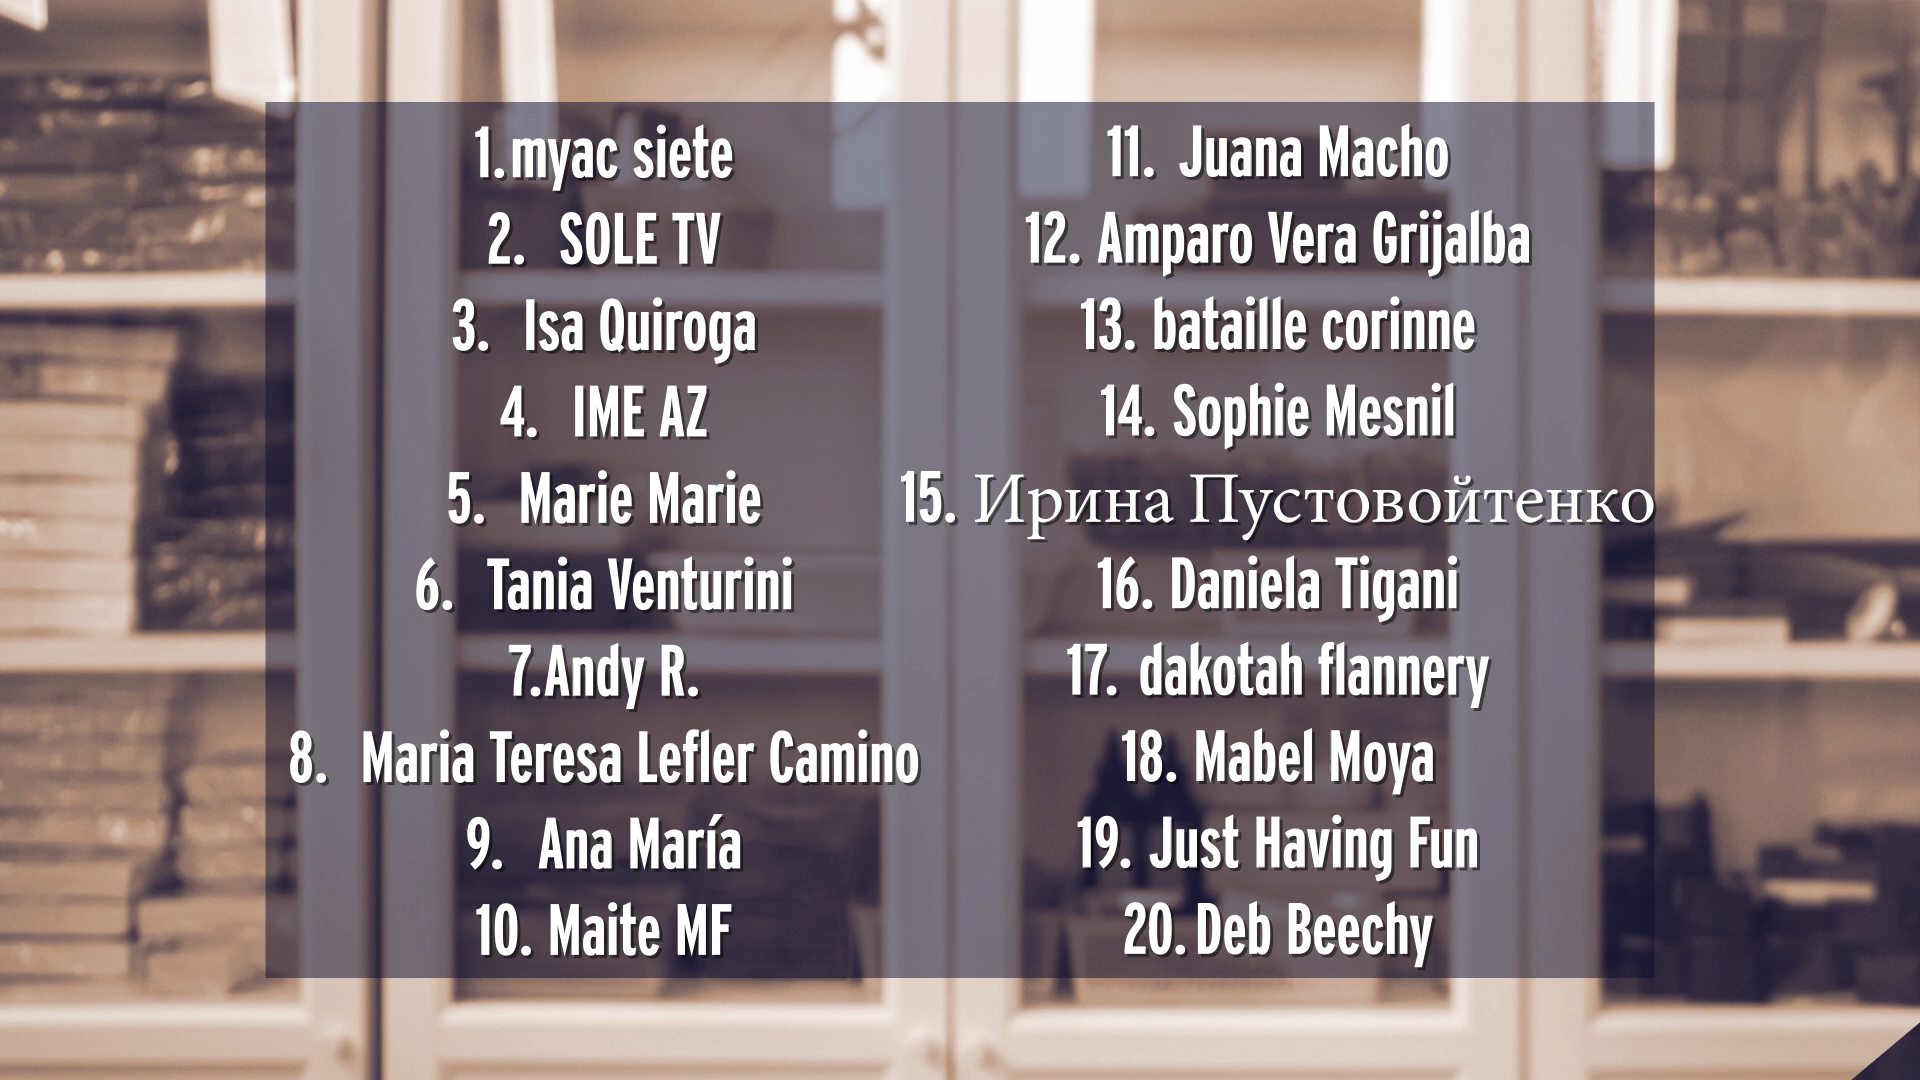 1. myac siete
2. SOLE TV
3. Isa Quiroga
4. IME AZ
5. Marie Marie
6. Tania Venturini
7. Andy R.
8. Maria Teresa Lefler Camino
9. Ana María
10. Maite MF
11. Juana Macho
12. Amparo Vera Grijalba
13. bataille corinne
14. Sophie Mesnil
15. Ирина Пустовойтенко
16. Daniela Tigani
17. dakotah flannery
18. Mabel Moya
19. Just Having Fun
20. Deb Beechy